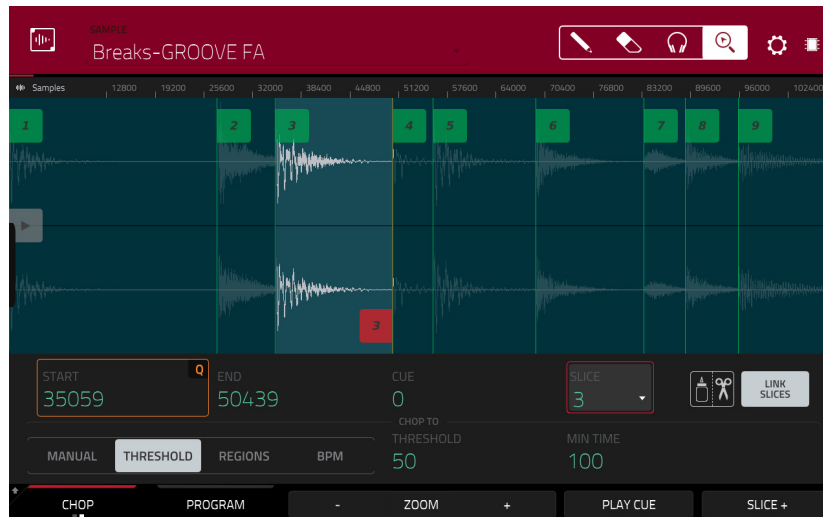 SAMPLE
Breaks-GROOVE FA
Samples 12800 19200 25600 32000 38400 44800 51200 57600 64000 70400 76800 83200 89600 96000 102400
1 2 3 4 5 6 7 8 9
3
START Q END CUE SLICE
35059 50439 0 3
LINK
SLICES
CHOP TO
MANUAL THRESHOLD REGIONS BPM THRESHOLD MIN TIME
50 100
CHOP PROGRAM - ZOOM + PLAY CUE SLICE +